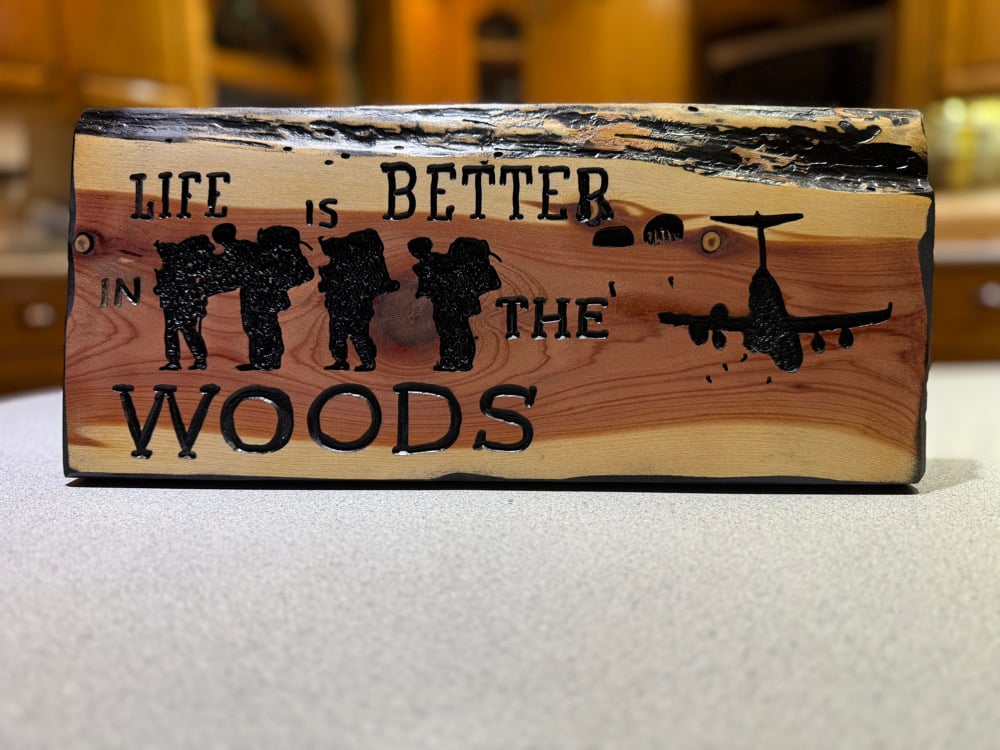 LIFE IS BETTER
IN THE
WOODS